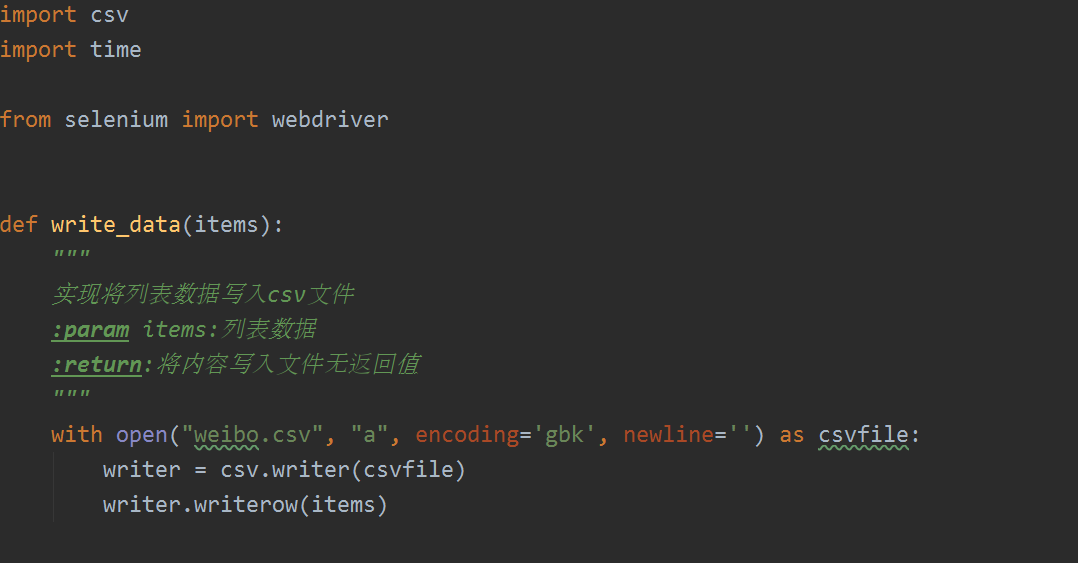 import csv
import time
from selenium import webdriver
def write_data(items):
"""
实现将列表数据写入csv文件
:param items:列表数据
:return:将内容写入文件无返回值
"""
with open("weibo.csv", "a", encoding='gbk', newline='') as csvfile:
writer = csv.writer(csvfile)
writer.writerow(items)